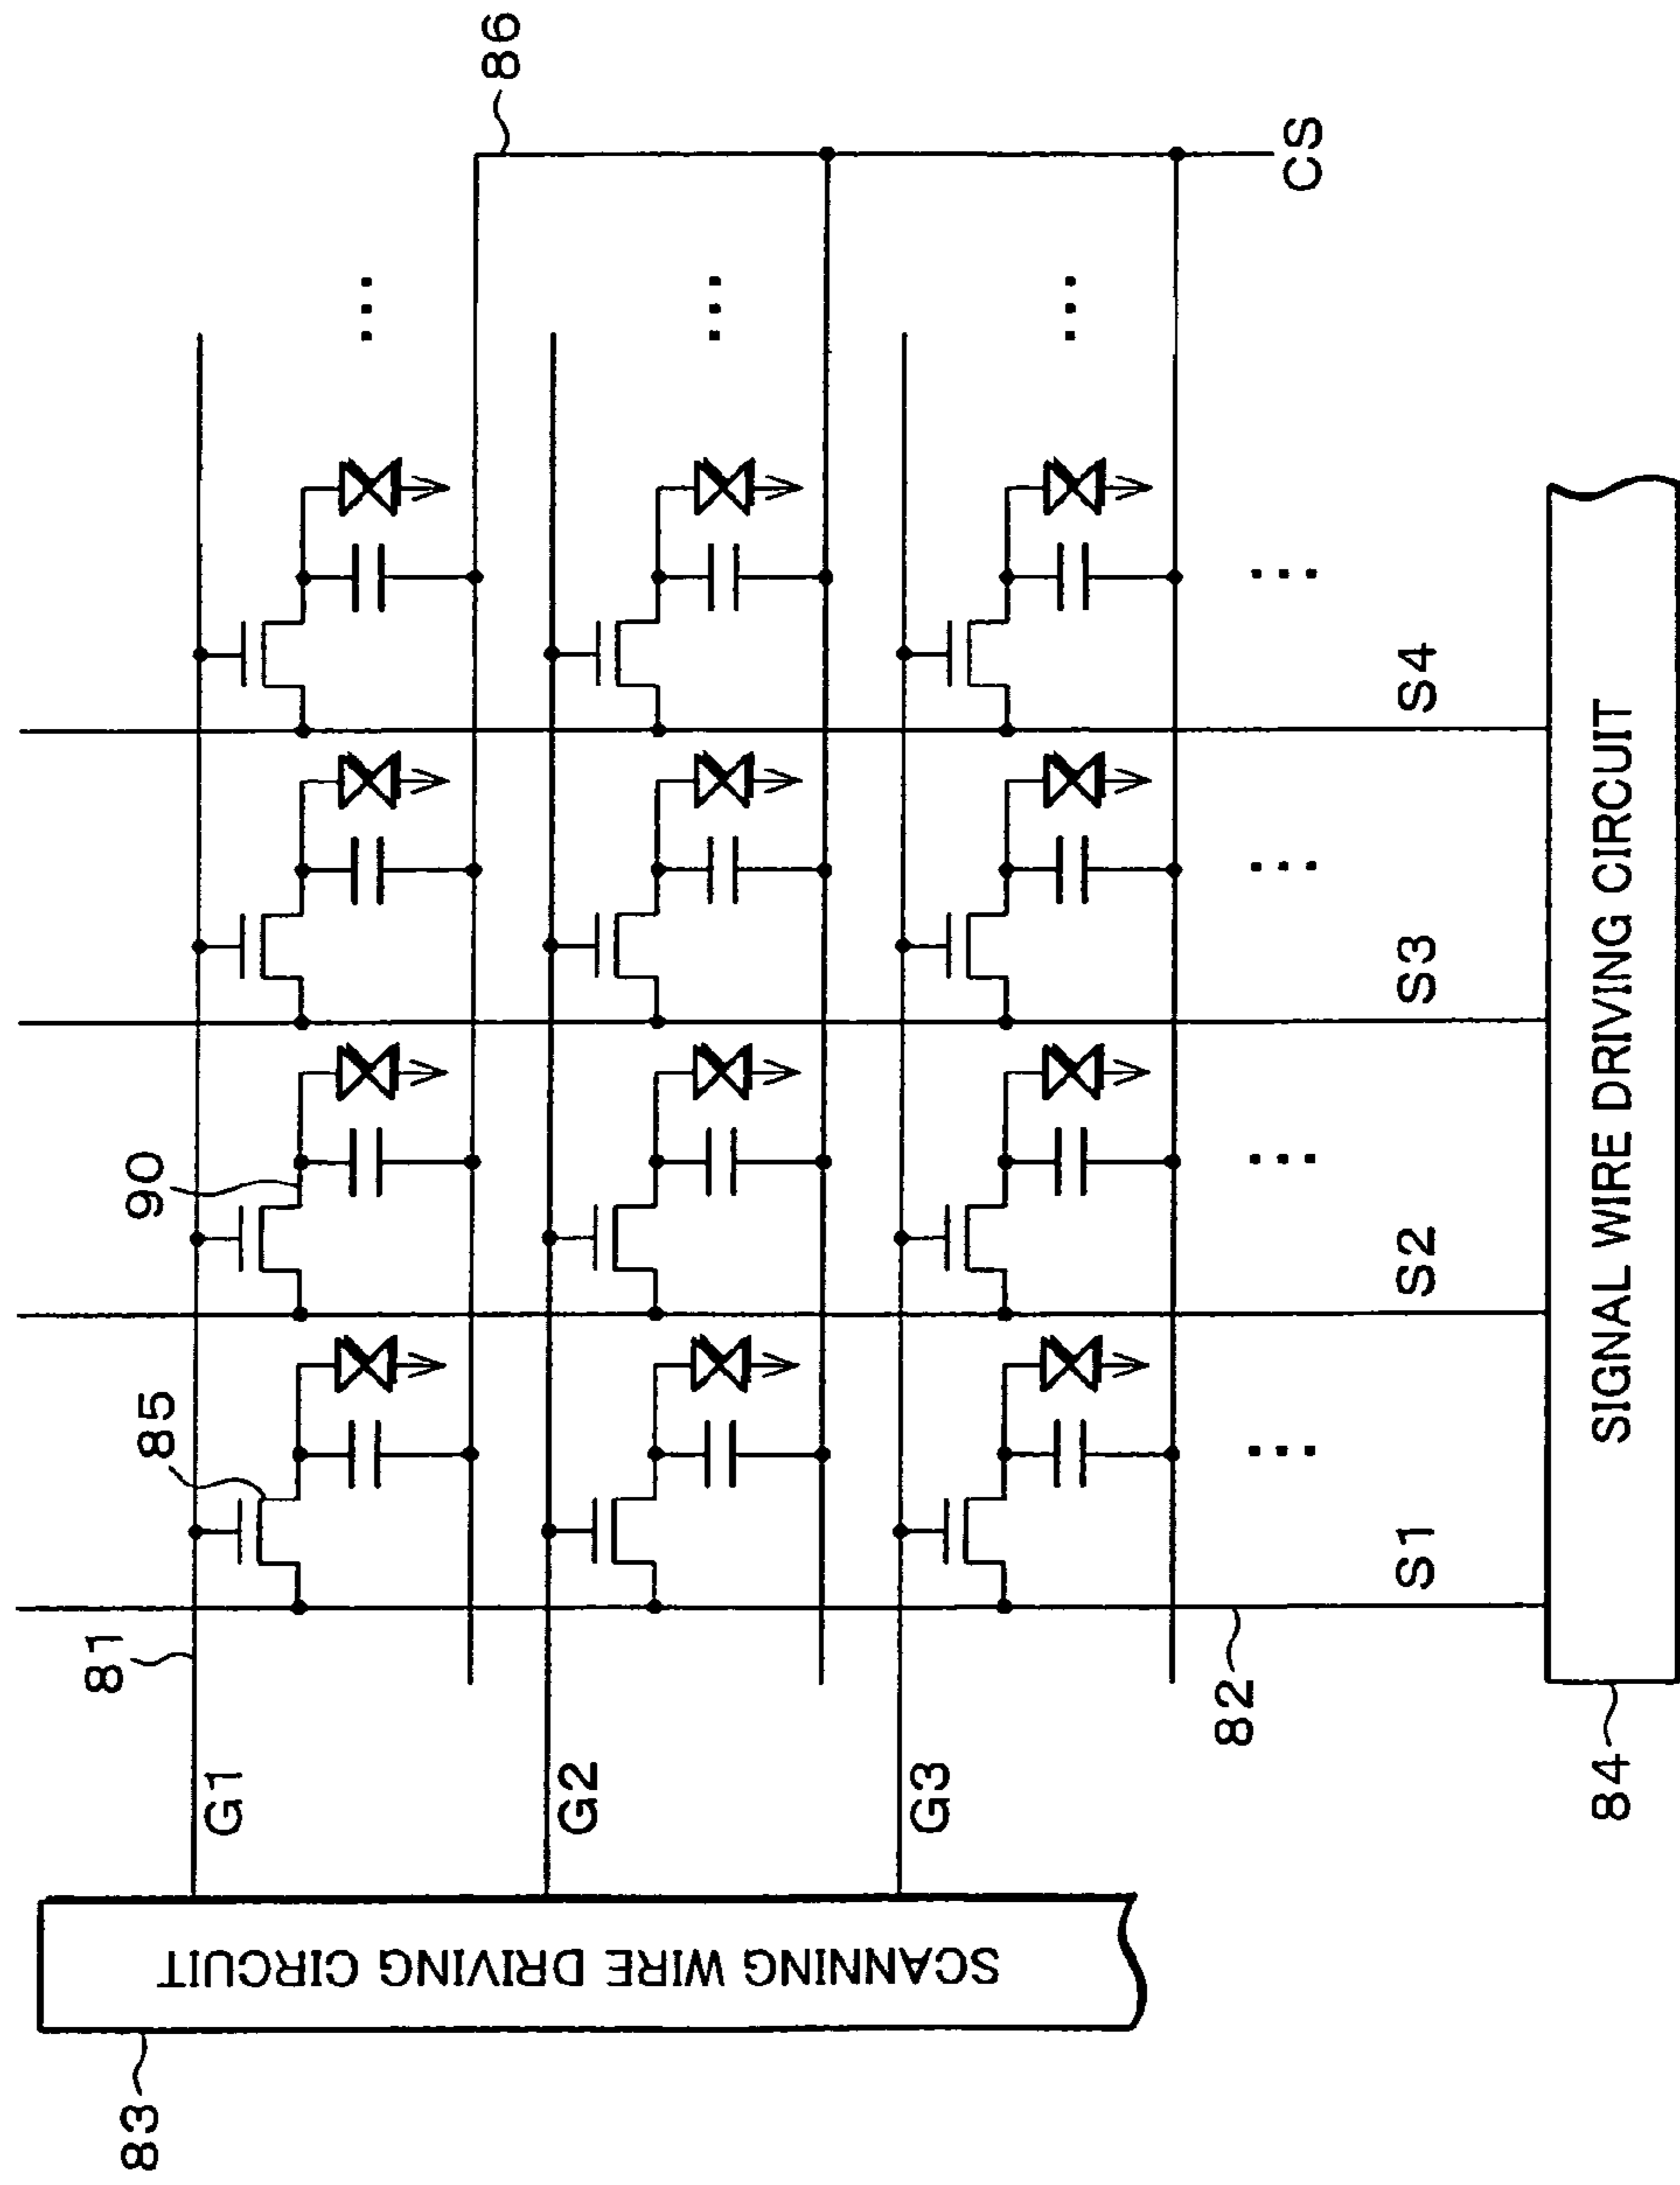 83
SCANNING WIRE DRIVING CIRCUIT
G1
G2
G3
81
82
84
85
90
S1
S2
S3
S4
SIGNAL WIRE DRIVING CIRCUIT
86
CS